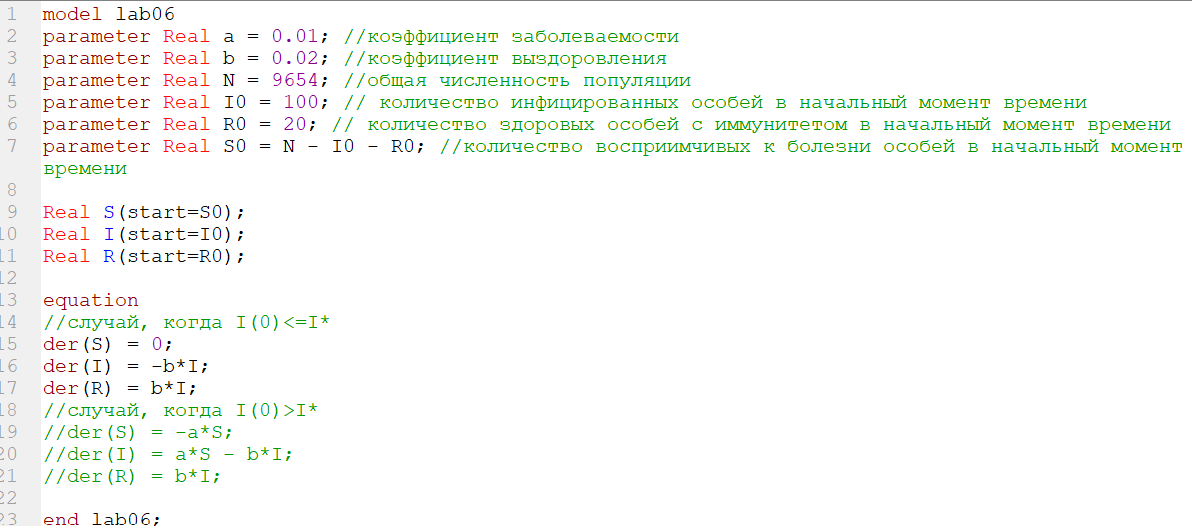 1 model lab06
2 parameter Real a = 0.01; //коэффициент заболеваемости
3 parameter Real b = 0.02; //коэффициент выздоровления
4 parameter Real N = 9654; //общая численность популяции
5 parameter Real I0 = 100; // количество инфицированных особей в начальный момент времени
6 parameter Real R0 = 20; // количество здоровых особей с иммунитетом в начальный момент времени
7 parameter Real S0 = N - I0 - R0; //количество восприимчивых к болезни особей в начальный момент
времени
8
9 Real S(start=S0);
10 Real I(start=I0);
11 Real R(start=R0);
12
13 equation
14 //случай, когда I(0)<=I*
15 der(S) = 0;
16 der(I) = -b*I;
17 der(R) = b*I;
18 //случай, когда I(0)>I*
19 //der(S) = -a*S;
20 //der(I) = a*S - b*I;
21 //der(R) = b*I;
22
23 end lab06;